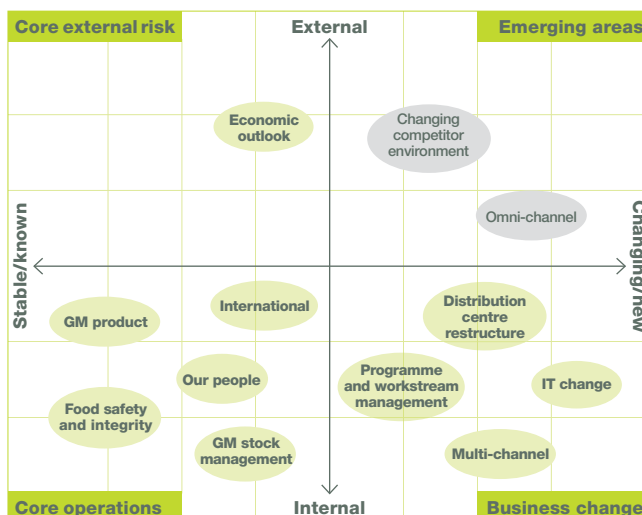 Core external risk
External
Emerging areas
Economic
outlook
Changing
competitor
environment
Omni-channel
Stable/known
Changing/new
International
Distribution
centre
restructure
GM product
Our people
Programme
and workstream
management
IT change
Food safety
and integrity
GM stock
management
Multi-channel
Core operations
Internal
Business change